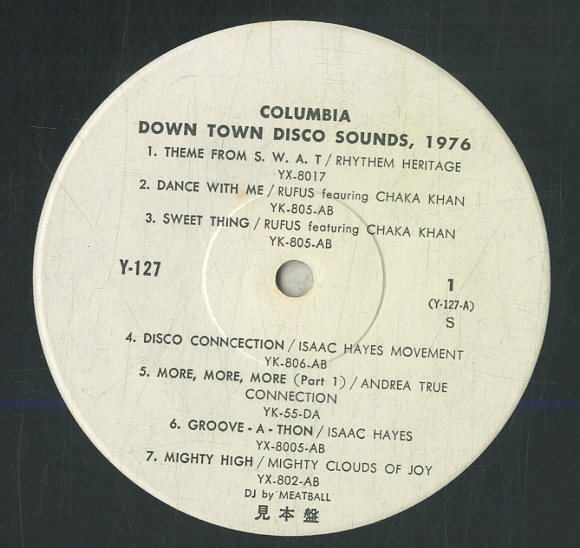 COLUMBIA
DOWN TOWN DISCO SOUNDS, 1976
1. THEME FROM S. W. A. T / RHYTHEM HERITAGE
YX-8017
2. DANCE WITH ME / RUFUS feauring CHAKA KHAN
YK-805-AB
3. SWEET THING / RUFUS featuring CHAKA KHAN
YK-805-AB
Y-127
1
(Y-127-A)
S
4. DISCO CONNCECTION / ISAAC HAYES MOVEMENT
YK-806-AB
5. MORE, MORE, MORE (Part 1) / ANDREA TRUE
CONNECTION
YK-55-DA
6. GROOVE - A - THON / ISAAC HAYES
YX-8005-AB
7. MIGHTY HIGH / MIGHTY CLOUDS OF JOY
YX-802-AB
DJ by MEATBALL
見本盤